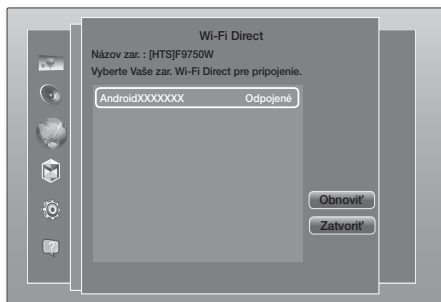 Wi-Fi Direct
Názov zar. : [HTS]F9750W
Vyberte Vaše zar. Wi-Fi Direct pre pripojenie.
AndroidXXXXXXX Odpojené
Obnoviť
Zatvoriť
?